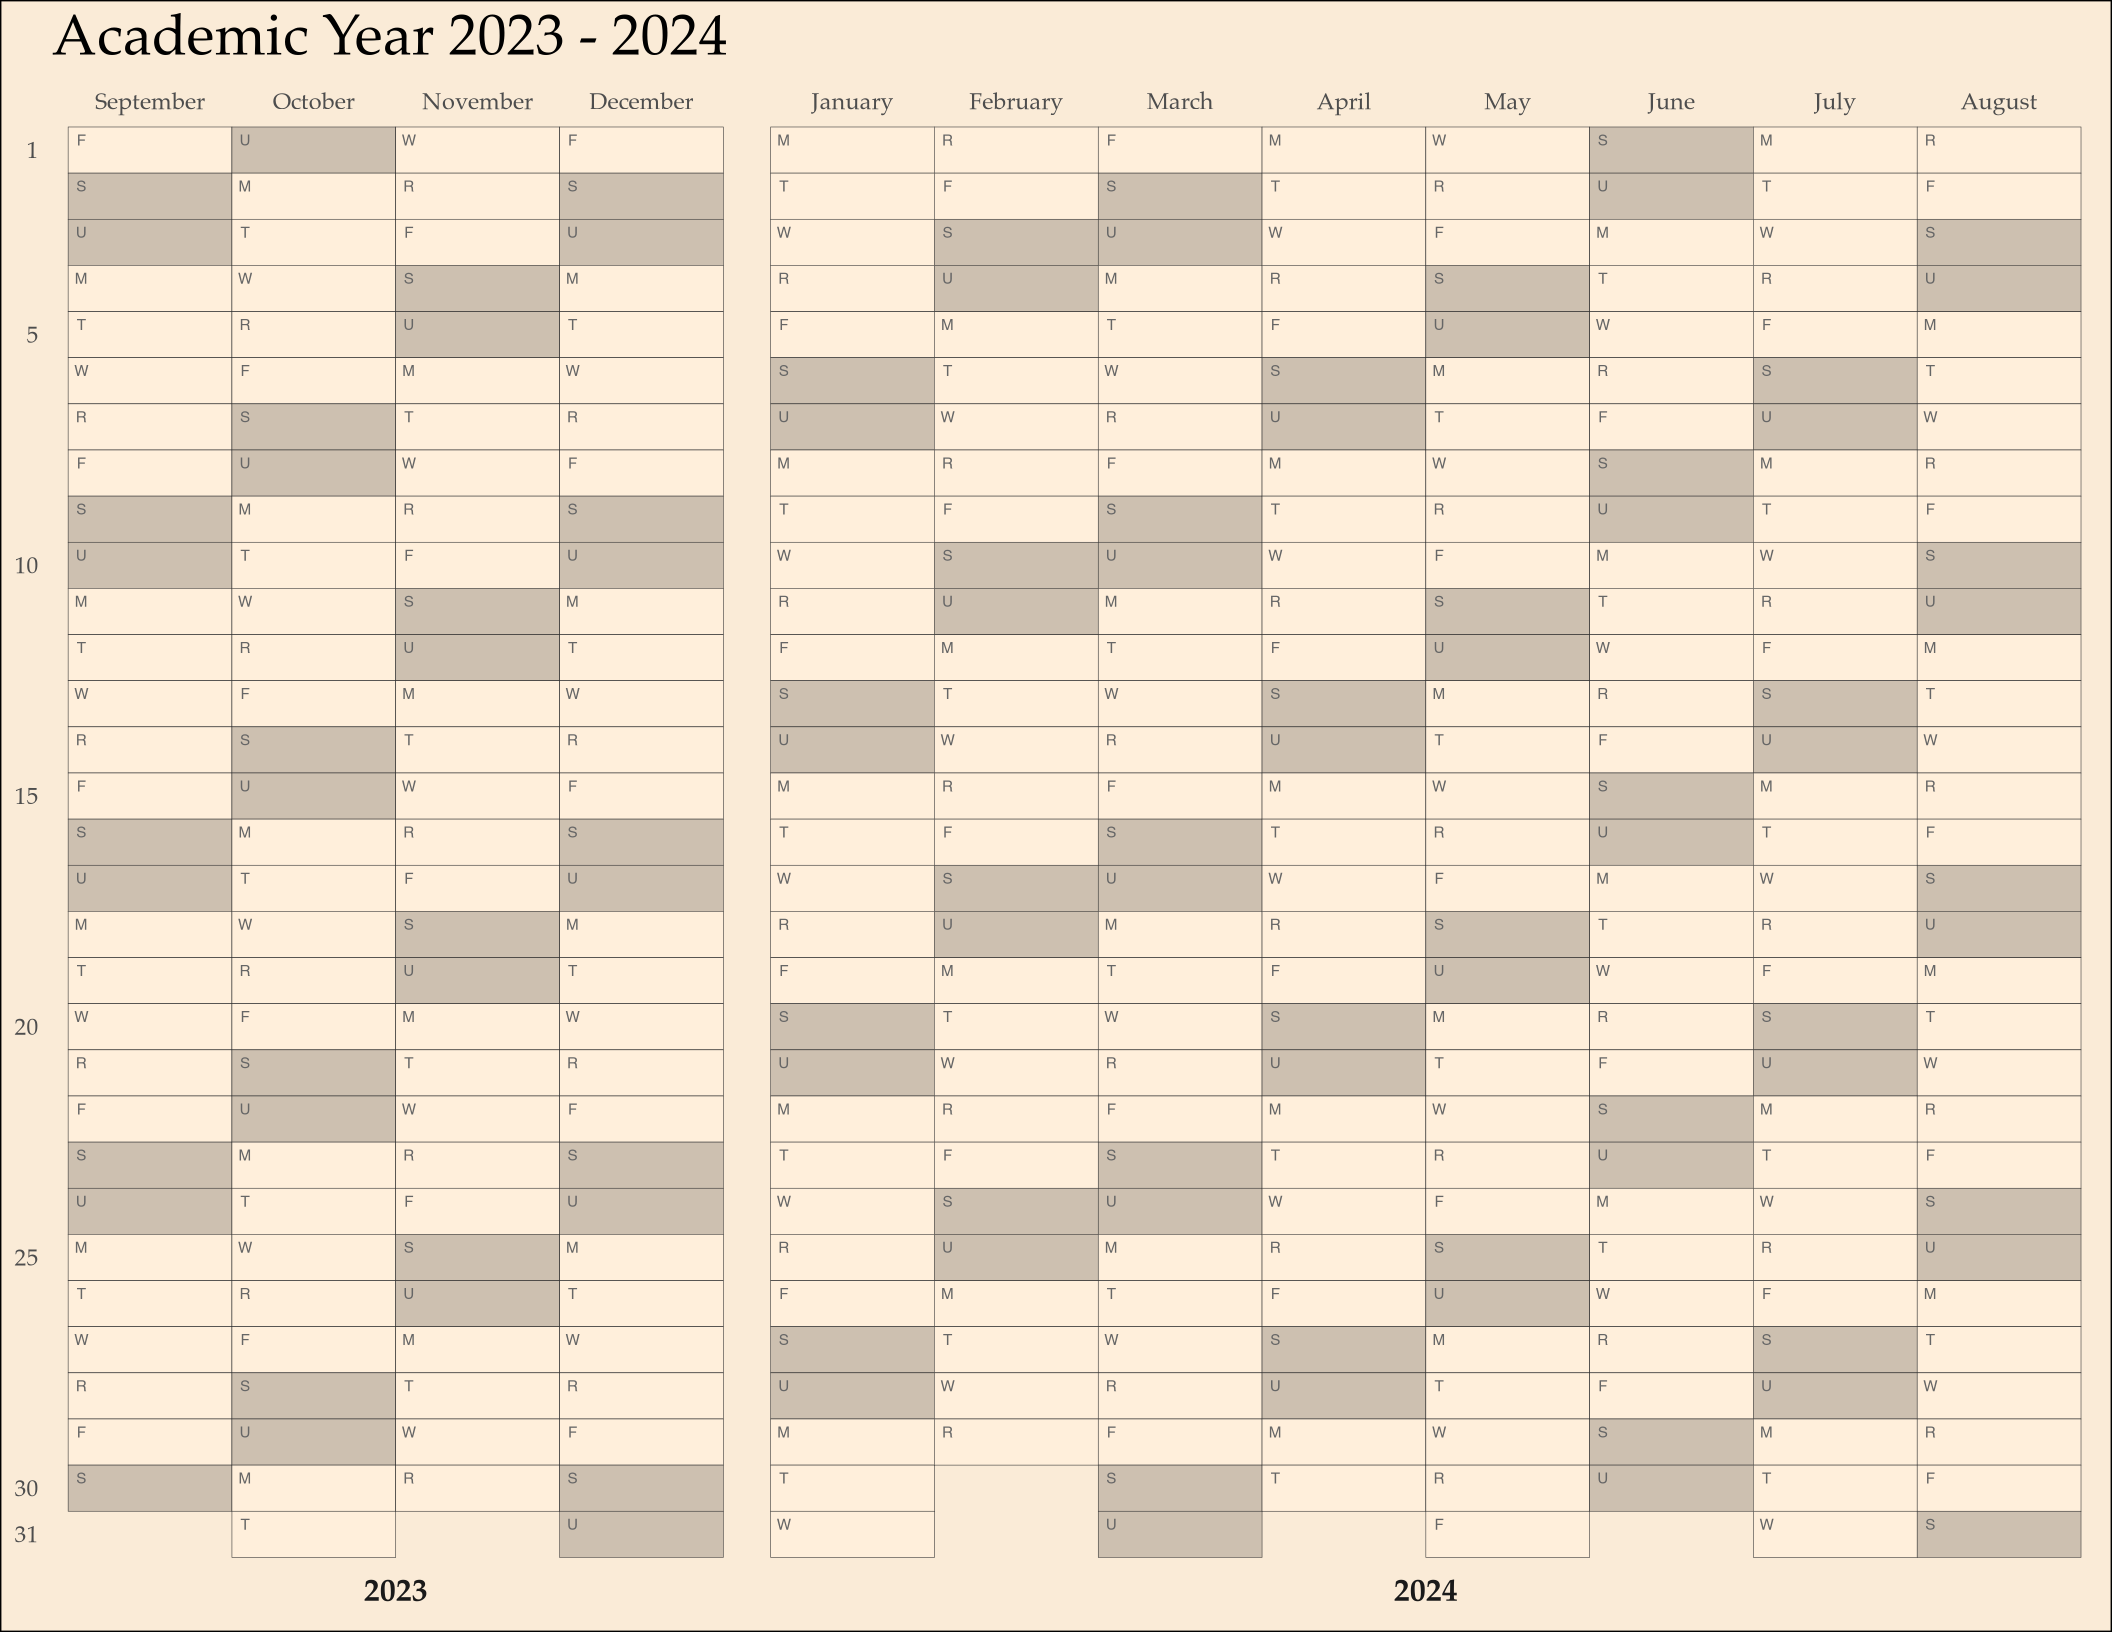 Academic Year 2023 - 2024
September October November December January February March April May June July August
1 F U W F M R F M W S M R
S M R S T F S T R U T F
U T F U W S U W F M W S
M W S M R U M R S T R U
5 T R U T F M T F U W F M
W F M W S T W S M R S T
R S T R U W R U T F U W
F U W F M R F M W S M R
S M R S T F S T R U T F
10 U T F U W S U W F M W S
M W S M R U M R S T R U
T R U T F M T F U W F M
W F M W S T W S M R S T
R S T R U W R U T F U W
15 F U W F M R F M W S M R
S M R S T F S T R U T F
U T F U W S U W F M W S
M W S M R U M R S T R U
T R U T F M T F U W F M
20 W F M W S T W S M R S T
R S T R U W R U T F U W
F U W F M R F M W S M R
S M R S T F S T R U T F
U T F U W S U W F M W S
25 M W S M R U M R S T R U
T R U T F M T F U W F M
W F M W S T W S M R S T
R S T R U W R U T F U W
F U W F M R F M W S M R
30 S M R S T S T R U T F
31 T U W U F W S
2023 2024